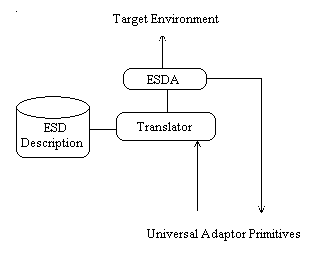 Target Environment
ESDA
ESD
Description
Translator
Universal Adaptor Primitives